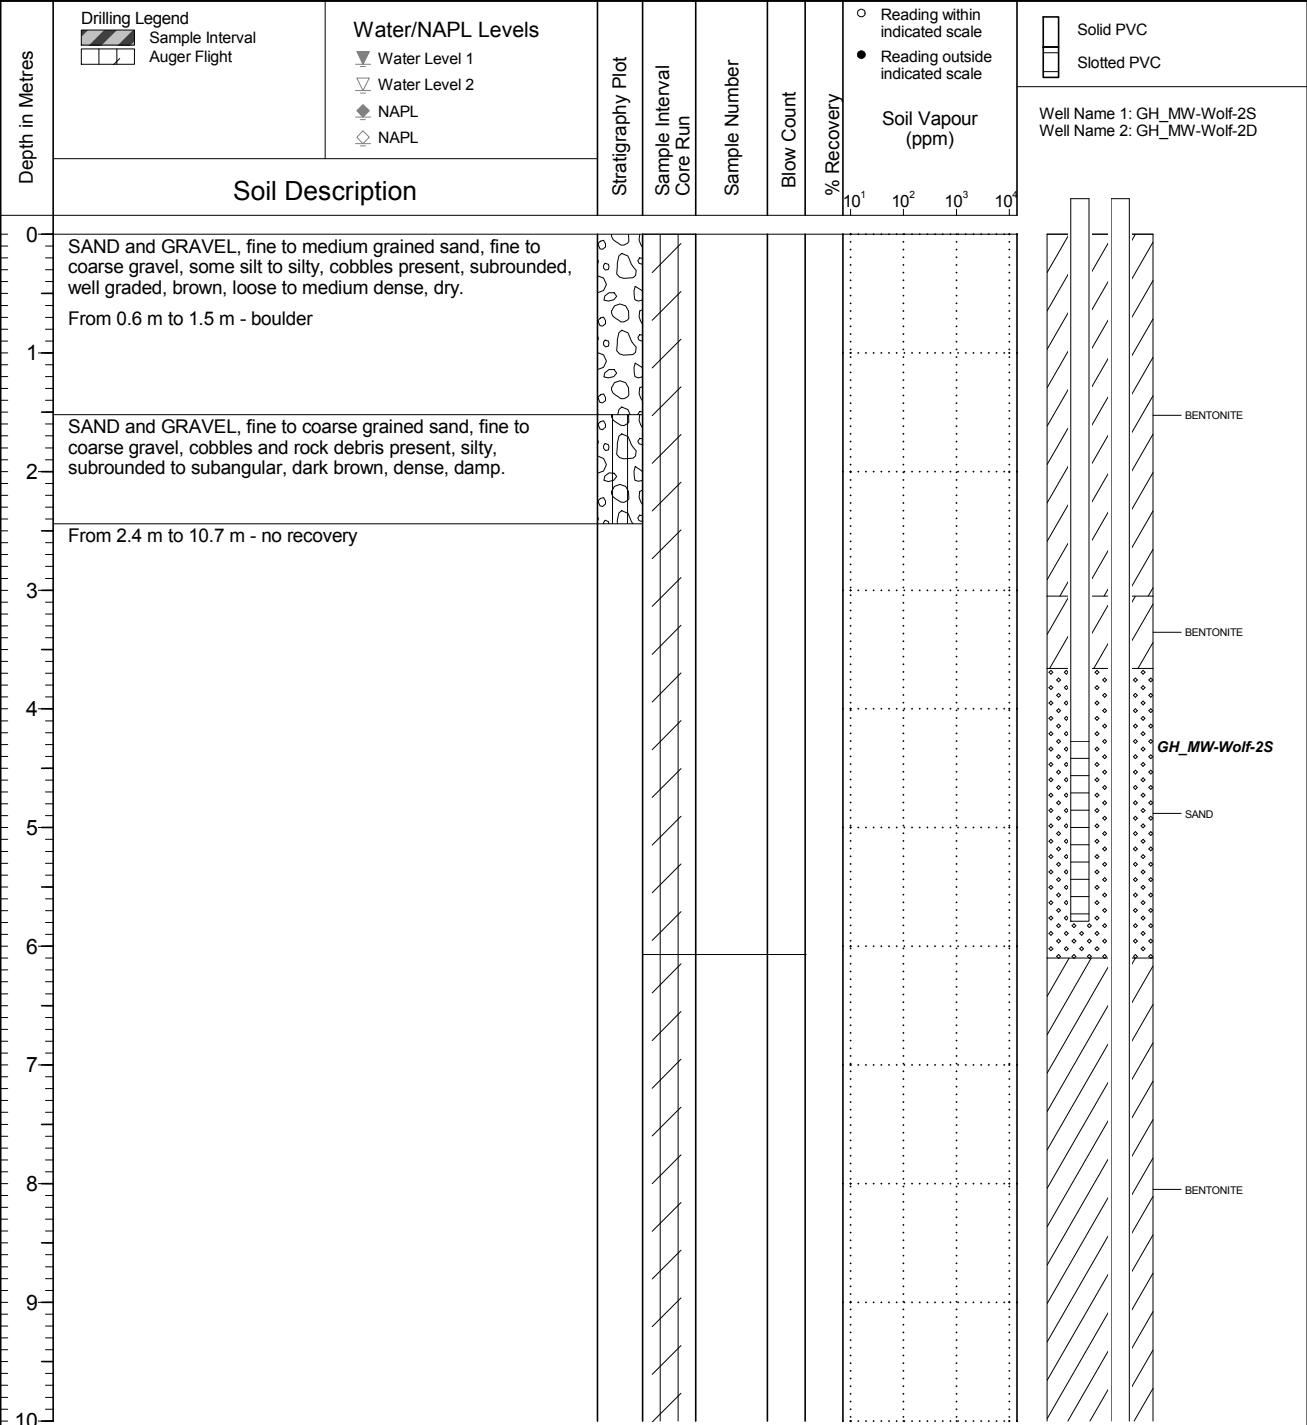 Drilling Legend
Sample Interval
Auger Flight
Water/NAPL Levels
Water Level 1
Water Level 2
NAPL
NAPL
Depth in Metres
Soil Description
Stratigraphy Plot
Sample Interval
Core Run
Sample Number
Blow Count
% Recovery
Reading within
indicated scale
Reading outside
indicated scale
Soil Vapour
(ppm)
10¹ 10² 10³ 10⁴
Solid PVC
Slotted PVC
Well Name 1: GH_MW-Wolf-2S
Well Name 2: GH_MW-Wolf-2D
0
SAND and GRAVEL, fine to medium grained sand, fine to
coarse gravel, some silt to silty, cobbles present, subrounded,
well graded, brown, loose to medium dense, dry.
From 0.6 m to 1.5 m - boulder
1
BENTONITE
SAND and GRAVEL, fine to coarse grained sand, fine to
coarse gravel, cobbles and rock debris present, silty,
subrounded to subangular, dark brown, dense, damp.
2
From 2.4 m to 10.7 m - no recovery
3
BENTONITE
4
GH_MW-Wolf-2S
SAND
5
6
7
8
BENTONITE
9
10